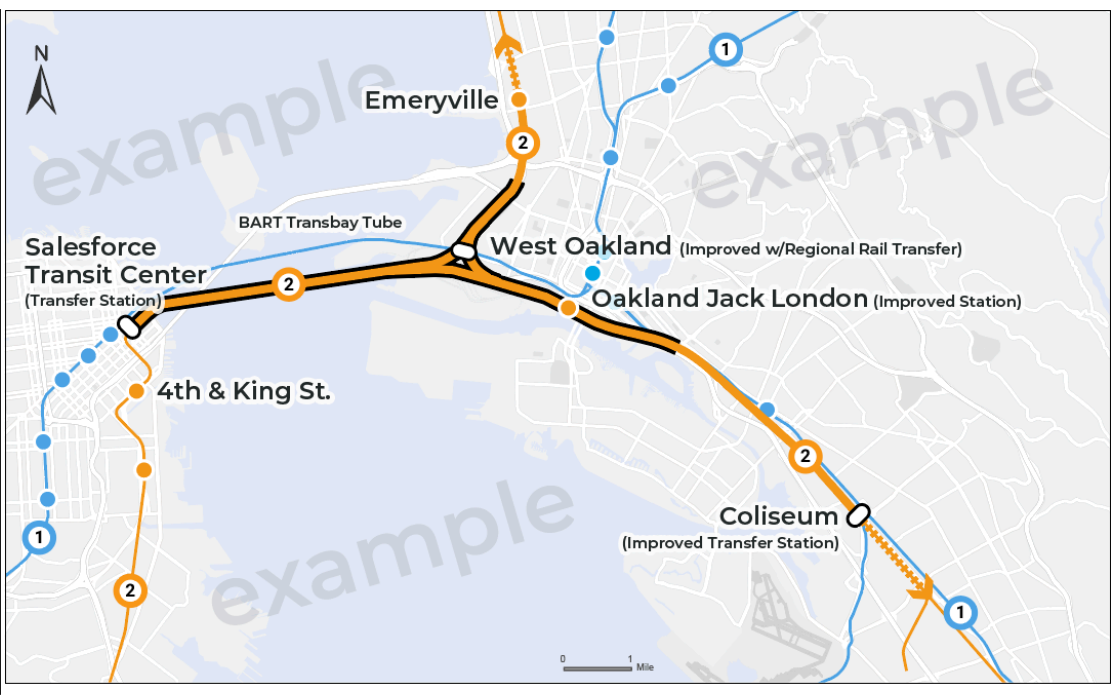 N
1
example
Emeryville
example
2
BART Transbay Tube
Salesforce
Transit Center
(Transfer Station)
West Oakland (Improved w/Regional Rail Transfer)
2
Oakland Jack London (Improved Station)
4th & King St.
2
example
Coliseum
(Improved Transfer Station)
1
2
1
0 1
Mile